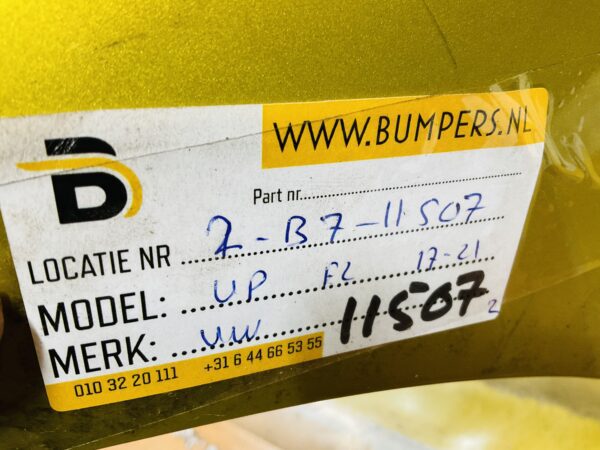 WWW.BUMPERS.NL
B
Part nr.
LOCATIE NR 2-B7-11507
MODEL: UP FL 17-21
MERK: VW 11507 2
010 32 20 111 +31 6 44 66 53 55